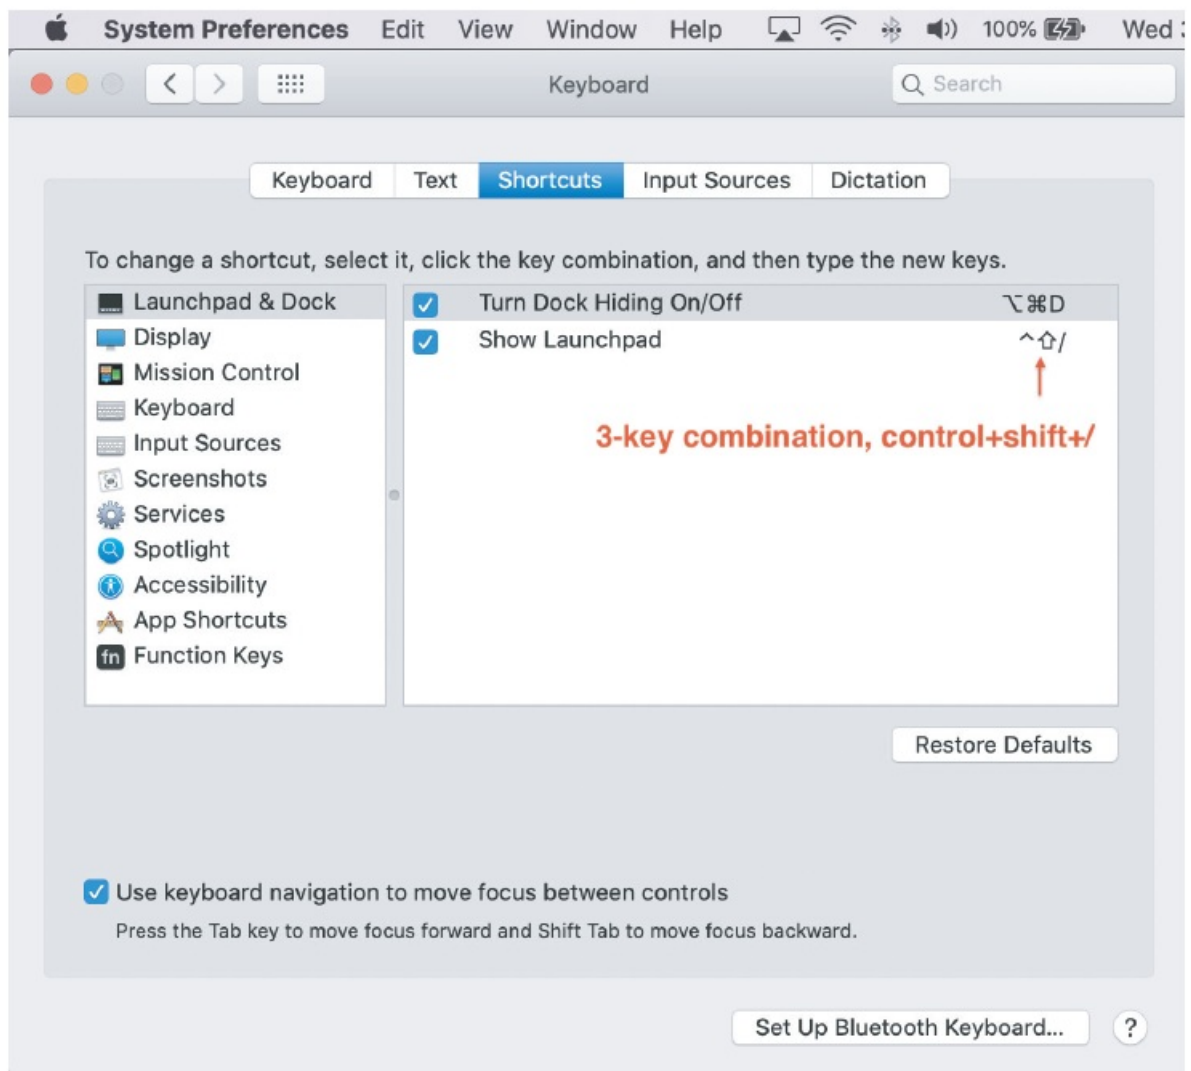 System Preferences Edit View Window Help 100% Wed
Keyboard Search
Keyboard Text Shortcuts Input Sources Dictation
To change a shortcut, select it, click the key combination, and then type the new keys.
Launchpad & Dock
Display
Mission Control
Keyboard
Input Sources
Screenshots
Services
Spotlight
Accessibility
App Shortcuts
fn Function Keys
Turn Dock Hiding On/Off ⌥⌘D
Show Launchpad ^⇧/
3-key combination, control+shift+/
Restore Defaults
Use keyboard navigation to move focus between controls
Press the Tab key to move focus forward and Shift Tab to move focus backward.
Set Up Bluetooth Keyboard... ?